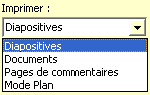 Imprimer :
Diapositives
Diapositives
Documents
Pages de commentaires
Mode Plan